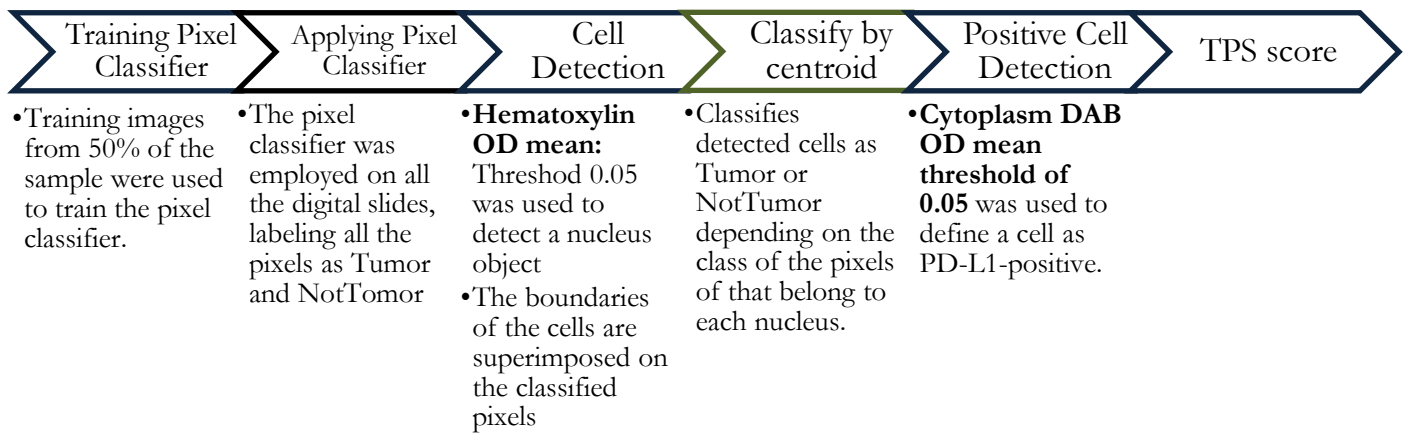 Training Pixel
Classifier
Applying Pixel
Classifier
Cell
Detection
Classify by
centroid
Positive Cell
Detection
TPS score
•Training images
from 50% of the
sample were used
to train the pixel
classifier.
•The pixel
classifier was
employed on all
the digital slides,
labeling all the
pixels as Tumor
and NotTomor
•Hematoxylin
OD mean:
Threshod 0.05
was used to
detect a nucleus
object
•The boundaries
of the cells are
superimposed on
the classified
pixels
•Classifies
detected cells as
Tumor or
NotTumor
depending on the
class of the pixels
of that belong to
each nucleus.
•Cytoplasm DAB
OD mean
threshold of
0.05 was used to
define a cell as
PD-L1-positive.